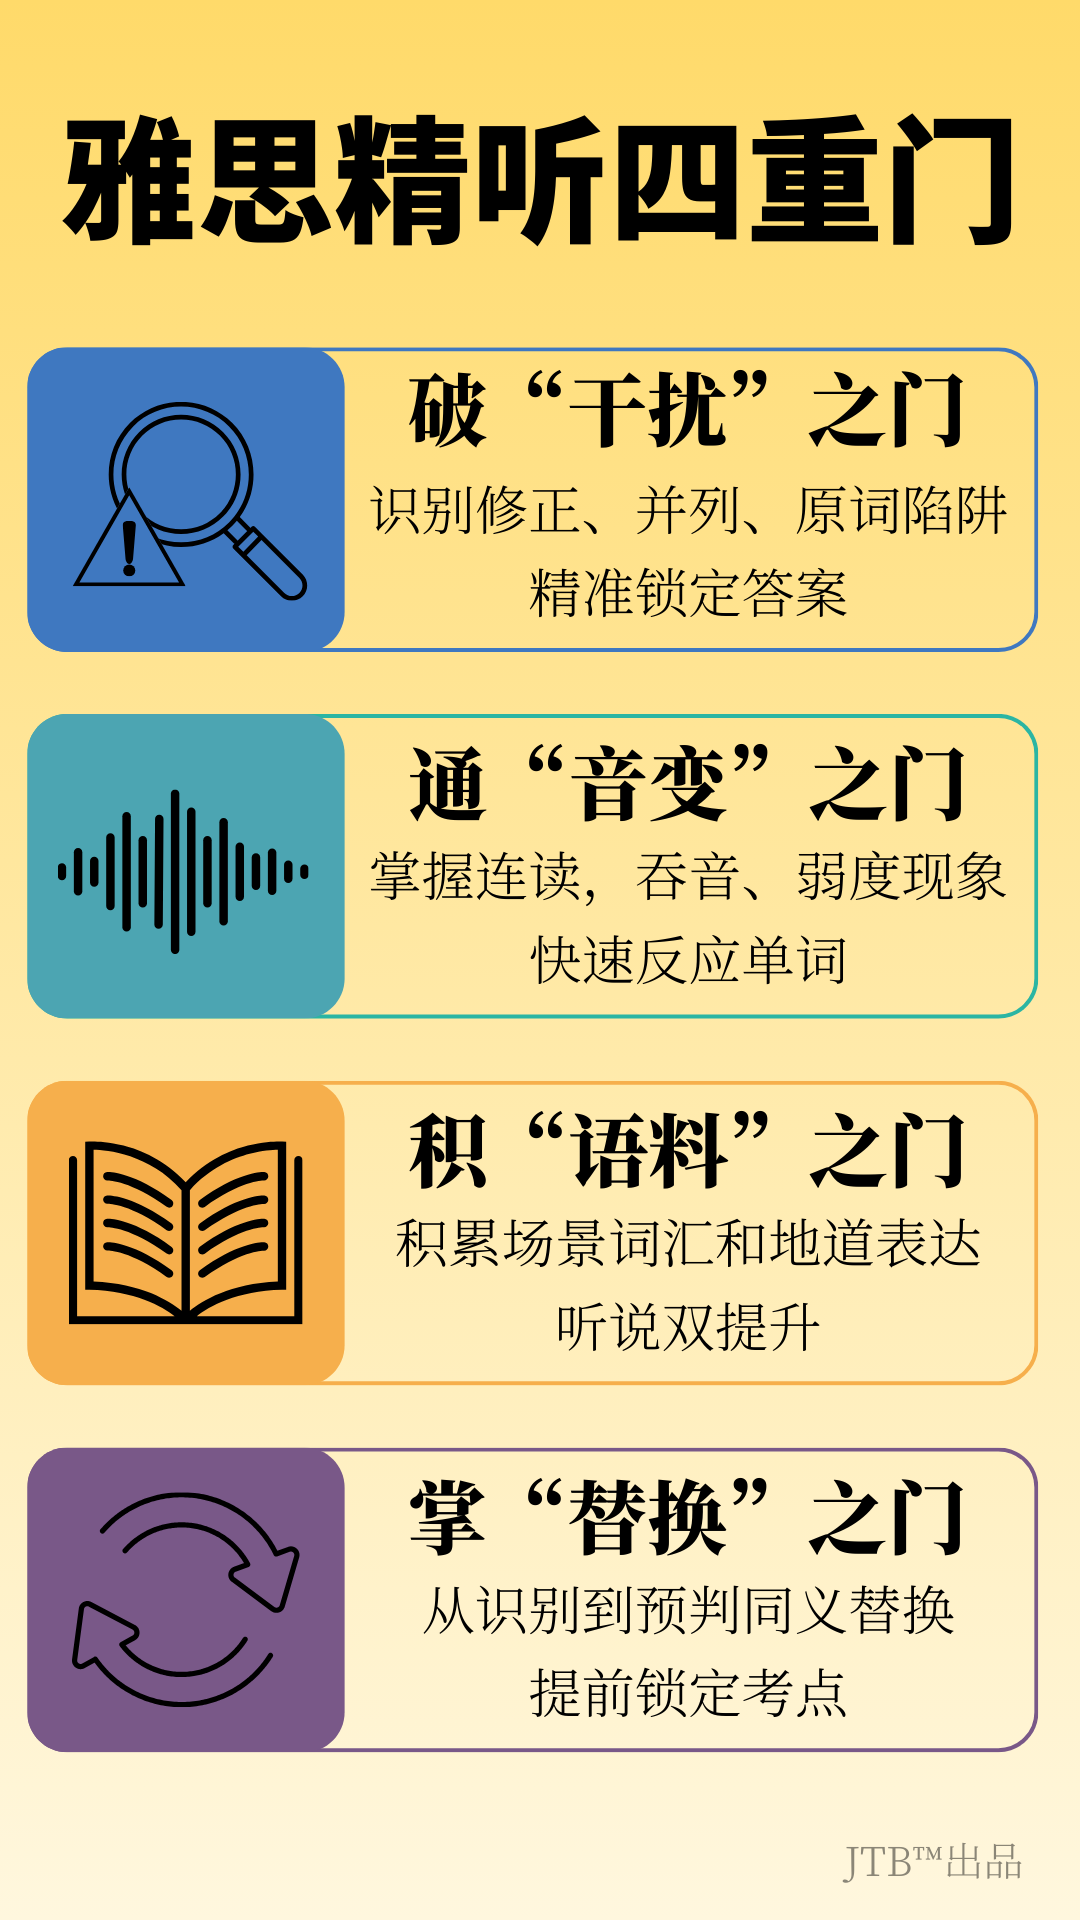 雅思精听四重门
破“干扰”之门
识别修正、并列、原词陷阱
精准锁定答案
通“音变”之门
掌握连读，吞音、弱度现象
快速反应单词
积“语料”之门
积累场景词汇和地道表达
听说双提升
掌“替换”之门
从识别到预判同义替换
提前锁定考点
JTB™出品